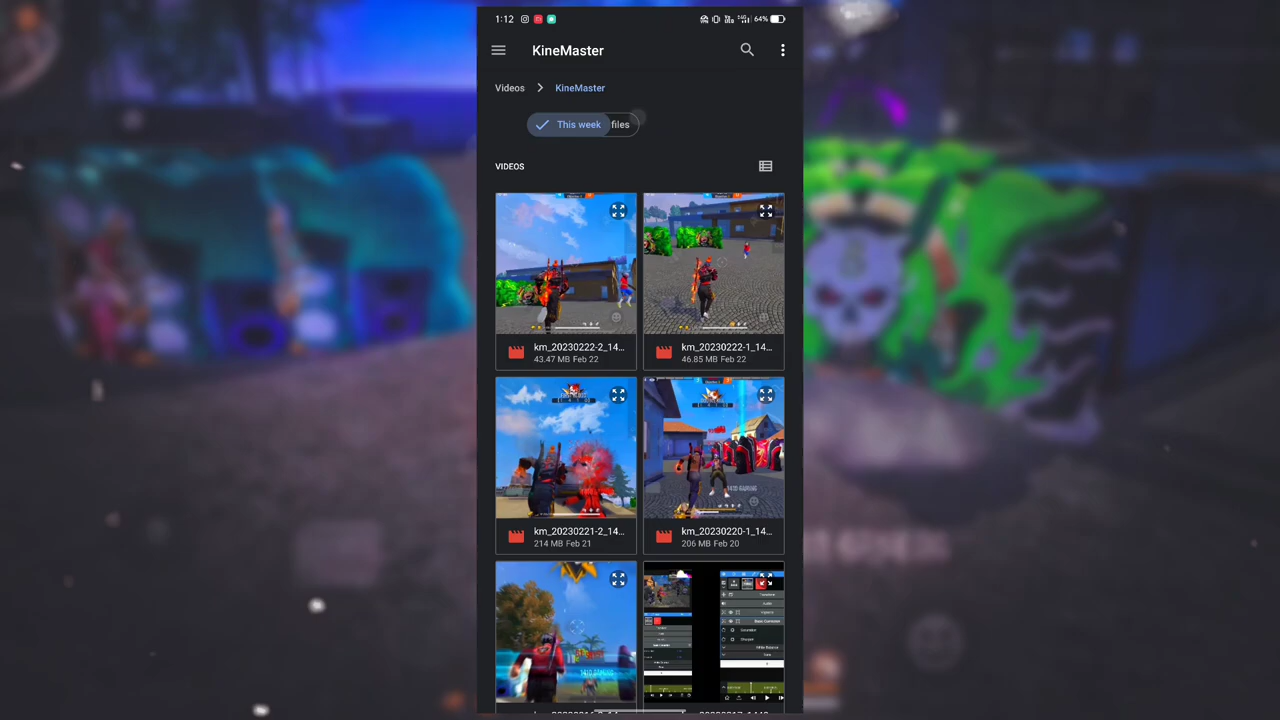 1:12
64%
KineMaster
Videos > KineMaster
This week files
VIDEOS
km_20230222-2_14...
43.47 MB Feb 22
km_20230222-1_14...
46.85 MB Feb 22
km_20230221-2_14...
214 MB Feb 21
km_20230220-1_14...
206 MB Feb 20